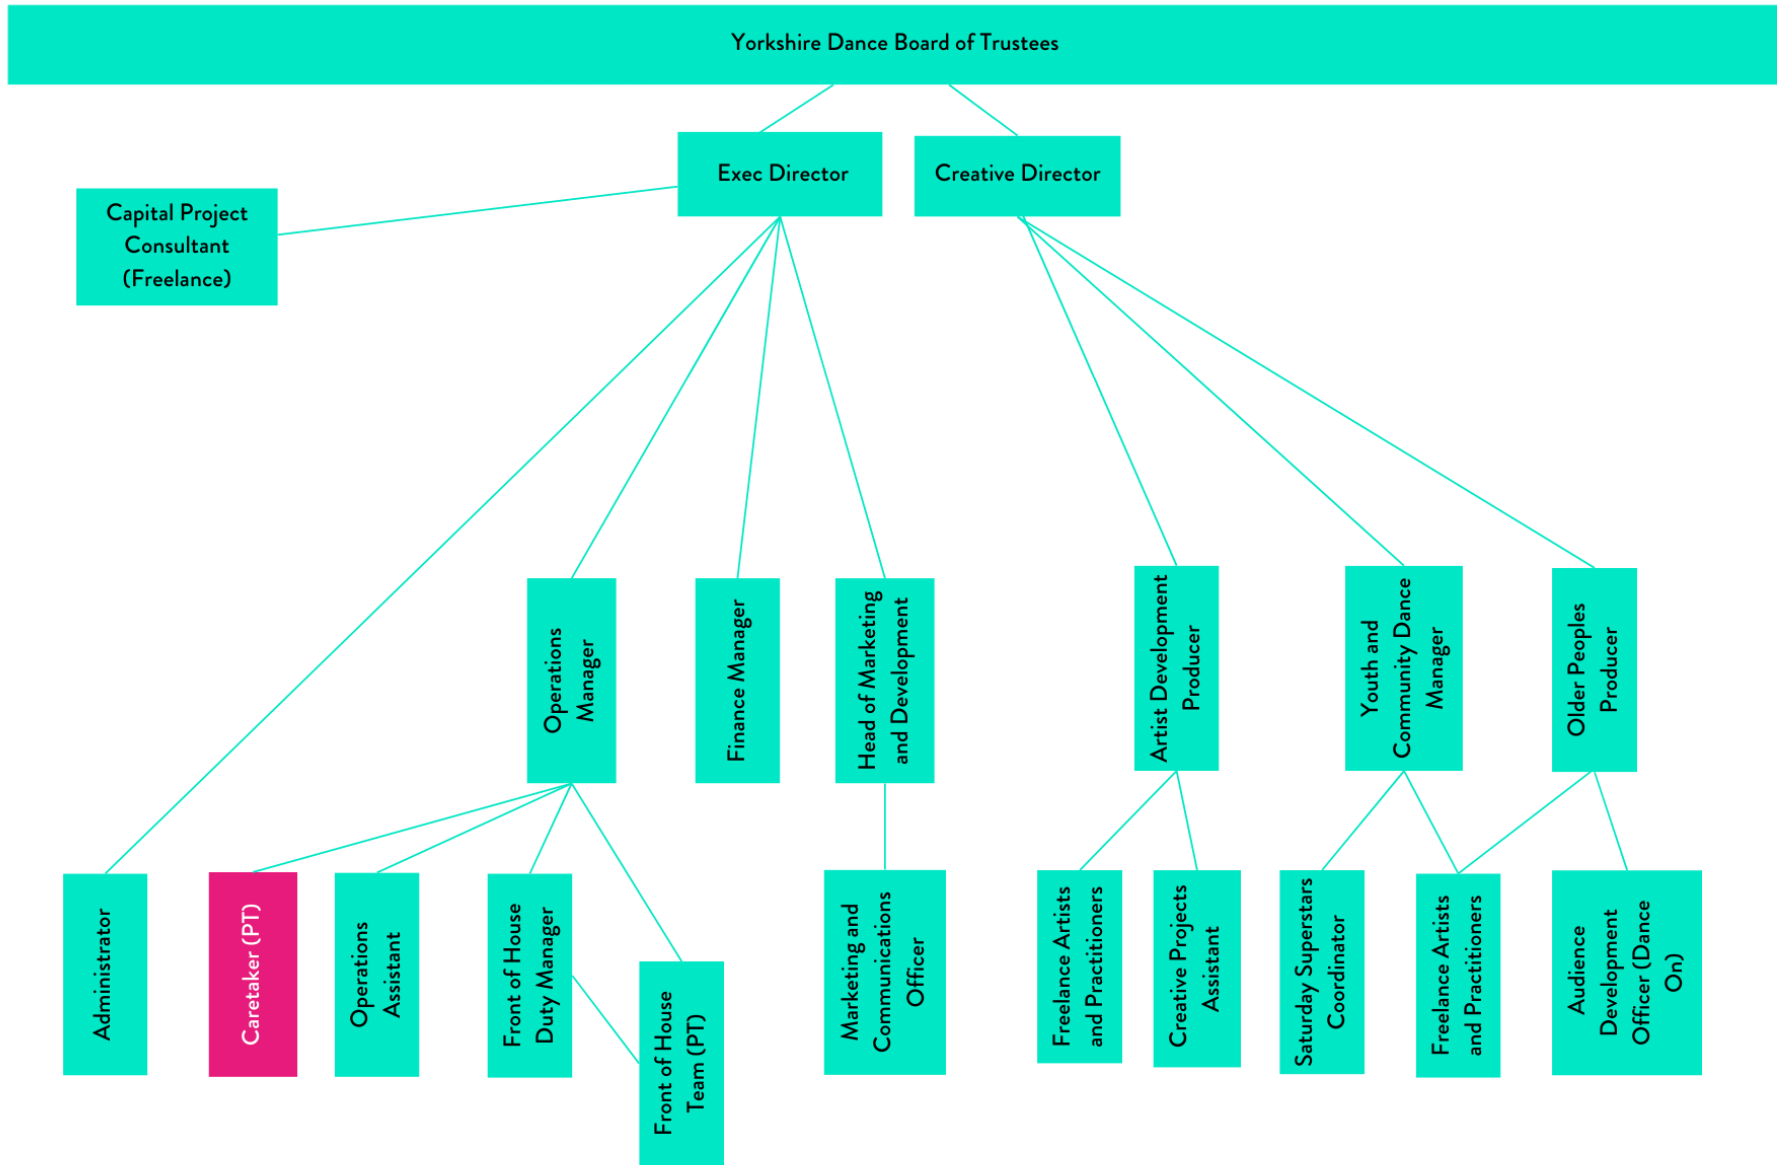 Yorkshire Dance Board of Trustees
Exec Director
Creative Director
Capital Project
Consultant
(Freelance)
Operations
Manager
Finance Manager
Head of Marketing
and Development
Artist Development
Producer
Youth and
Community Dance
Manager
Older Peoples
Producer
Administrator
Caretaker (PT)
Operations
Assistant
Front of House
Duty Manager
Front of House
Team (PT)
Marketing and
Communications
Officer
Freelance Artists
and Practitioners
Creative Projects
Assistant
Saturday Superstars
Coordinator
Freelance Artists
and Practitioners
Audience
Development
Officer (Dance
On)